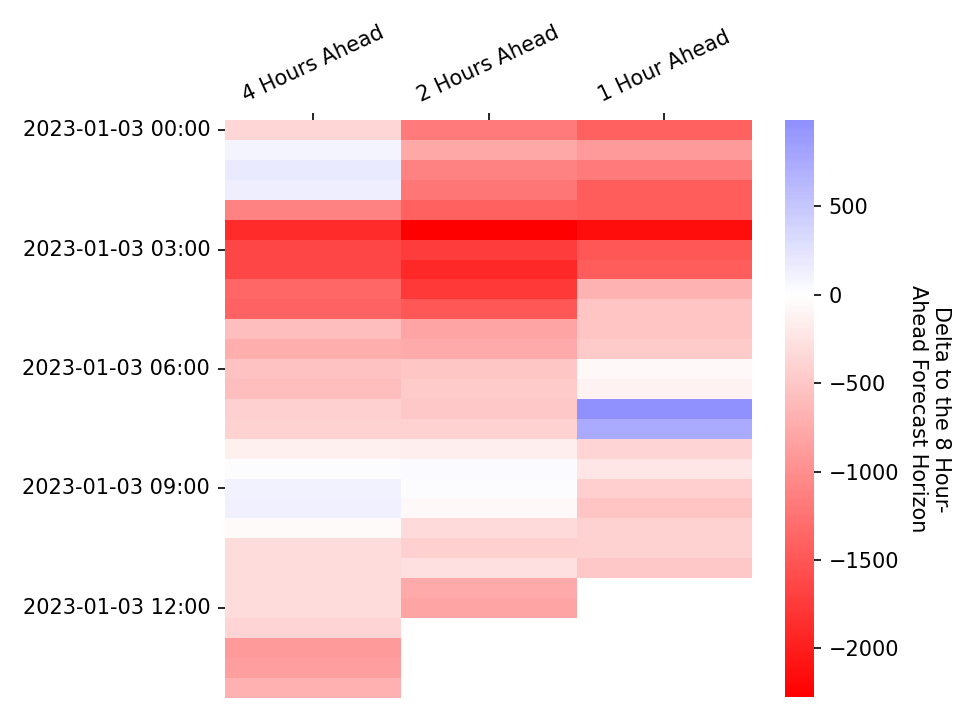 4 Hours Ahead
2 Hours Ahead
1 Hour Ahead
2023-01-03 00:00
2023-01-03 03:00
2023-01-03 06:00
2023-01-03 09:00
2023-01-03 12:00
500
0
−500
−1000
−1500
−2000
Delta to the 8 Hour-
Ahead Forecast Horizon